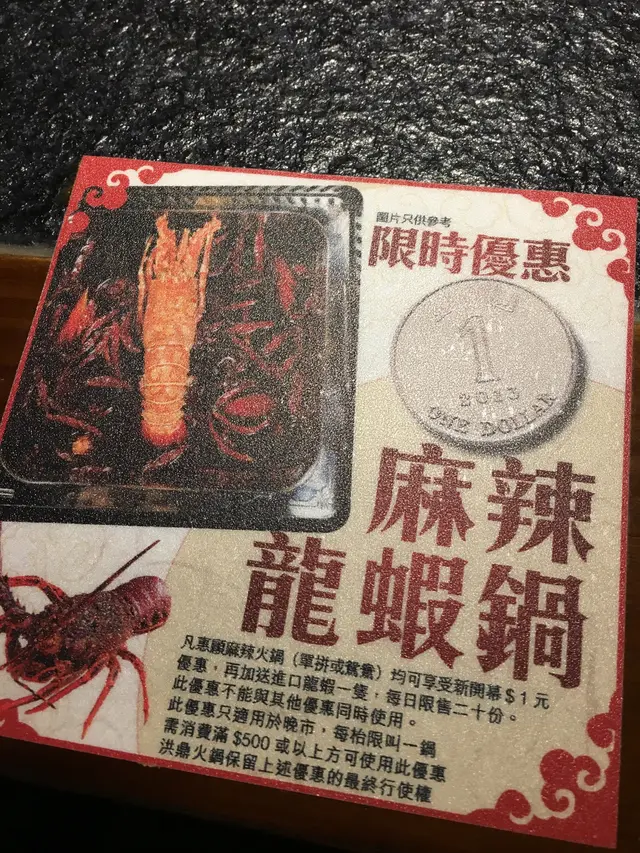 圖片只供參考
限時優惠
1
2013
ONE DOLLAR
麻辣
龍蝦鍋
凡惠顧麻辣火鍋（單拼或鴛鴦）均可享受新開幕$1元
優惠，再加送進口龍蝦一隻，每日限售二十份。
此優惠不能與其他優惠同時使用。
此優惠只適用於晚市，每枱限叫一鍋
需消費滿$500或以上方可使用此優惠
洪鼎火鍋保留上述優惠的最終行使權